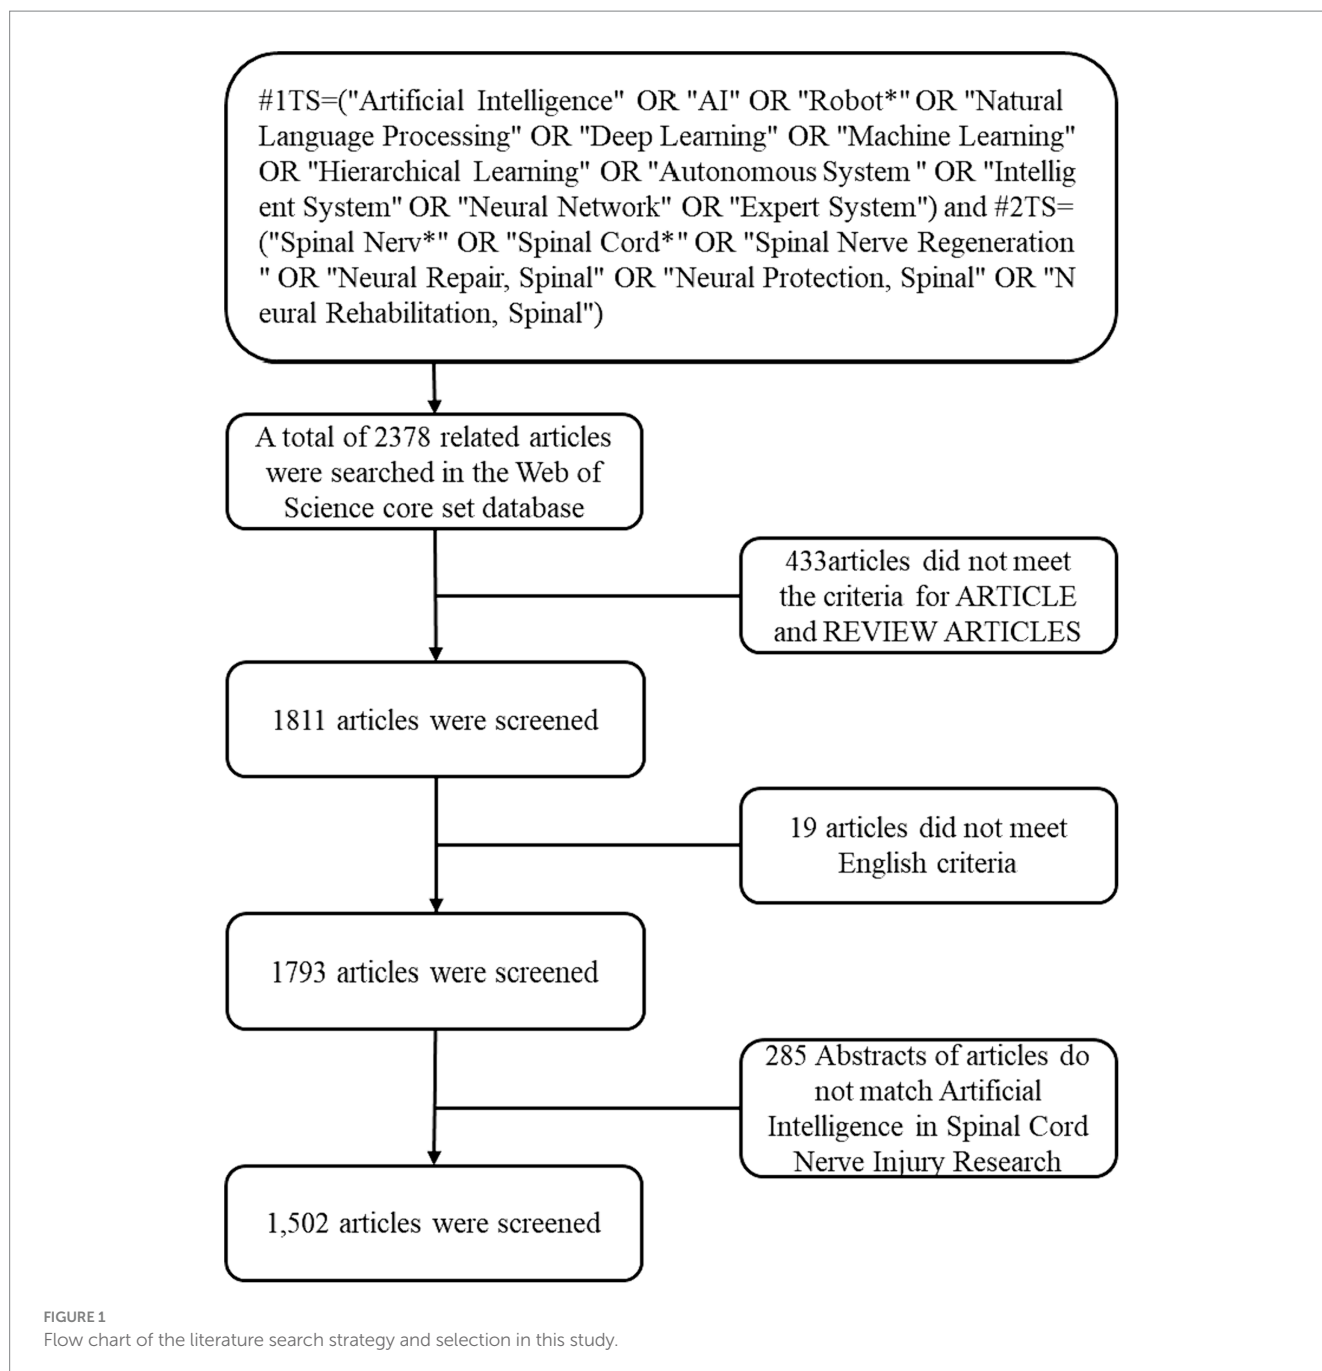 #1TS=("Artificial Intelligence" OR "AI" OR "Robot*" OR "Natural
Language Processing" OR "Deep Learning" OR "Machine Learning"
OR "Hierarchical Learning" OR "Autonomous System " OR "Intellig
ent System" OR "Neural Network" OR "Expert System") and #2TS=
("Spinal Nerv*" OR "Spinal Cord*" OR "Spinal Nerve Regeneration
" OR "Neural Repair, Spinal" OR "Neural Protection, Spinal" OR "N
eural Rehabilitation, Spinal")
A total of 2378 related articles
were searched in the Web of
Science core set database
433articles did not meet
the criteria for ARTICLE
and REVIEW ARTICLES
1811 articles were screened
19 articles did not meet
English criteria
1793 articles were screened
285 Abstracts of articles do
not match Artificial
Intelligence in Spinal Cord
Nerve Injury Research
1,502 articles were screened
FIGURE 1
Flow chart of the literature search strategy and selection in this study.